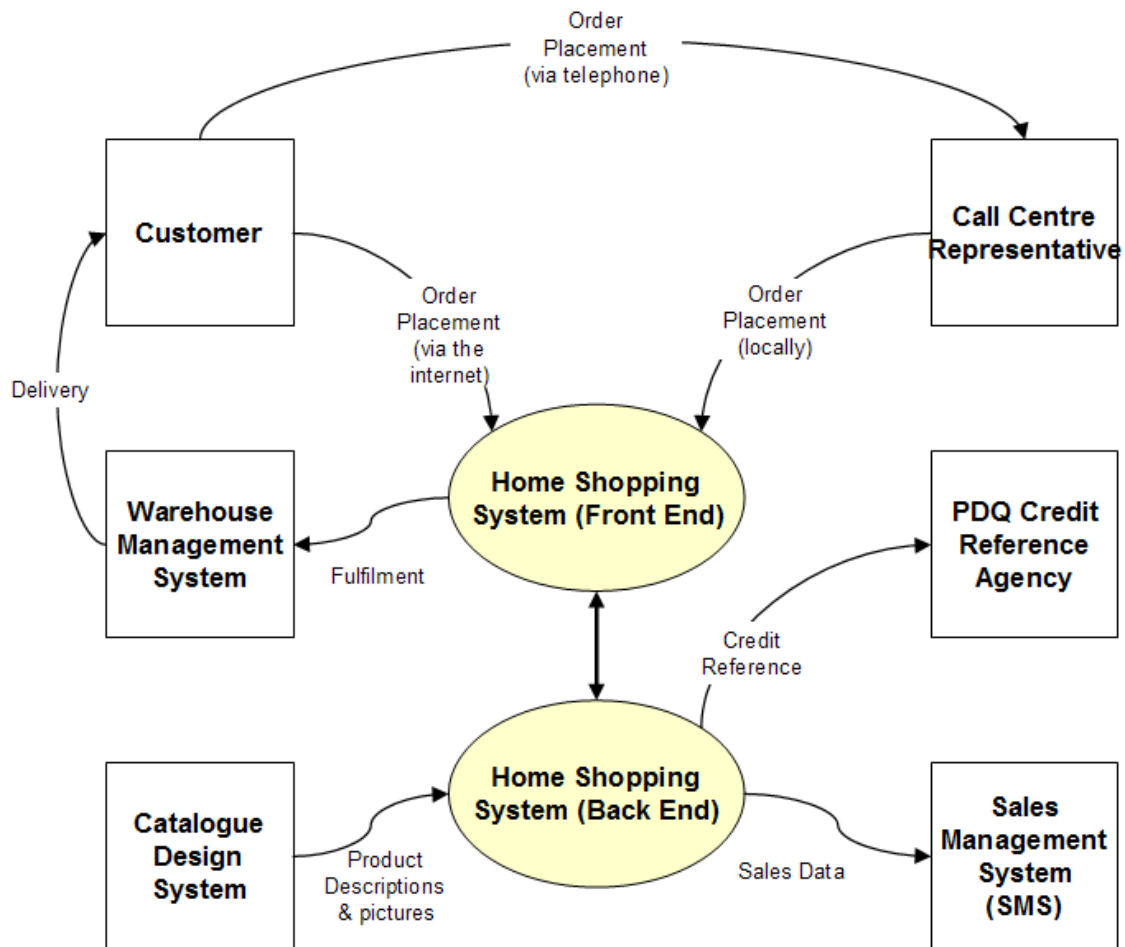 Order
Placement
(via telephone)
Customer
Call Centre
Representative
Order
Placement
(via the
internet)
Order
Placement
(locally)
Delivery
Home Shopping
System (Front End)
Warehouse
Management
System
PDQ Credit
Reference
Agency
Fulfilment
Credit
Reference
Home Shopping
System (Back End)
Catalogue
Design
System
Sales
Management
System
(SMS)
Product
Descriptions
& pictures
Sales Data